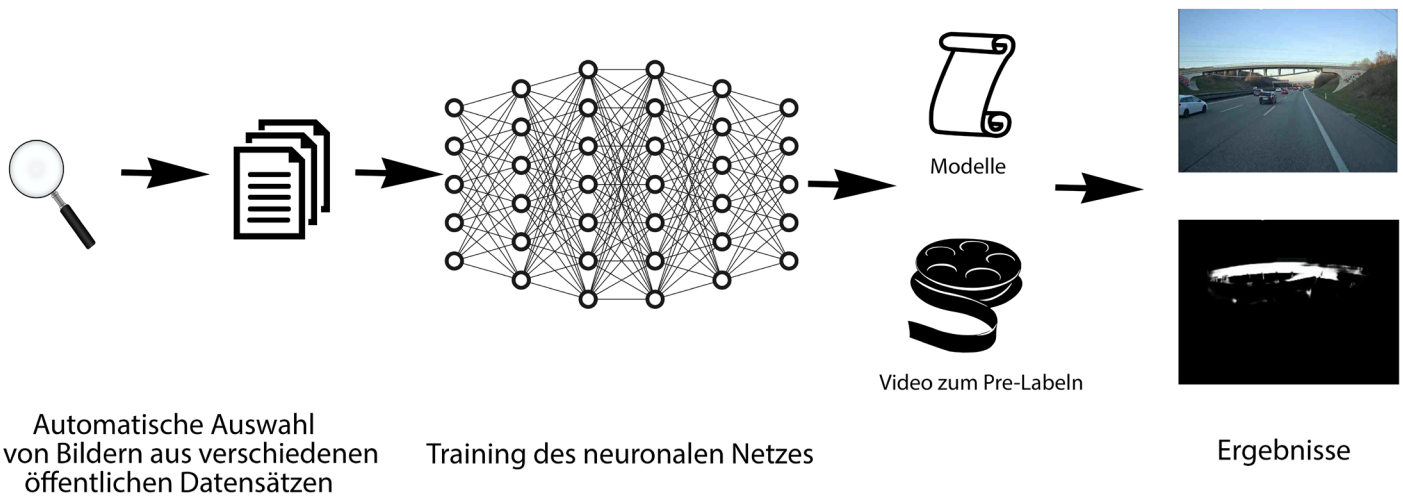 Modelle
Video zum Pre-Labeln
Automatische Auswahl
von Bildern aus verschiedenen
öffentlichen Datensätzen
Training des neuronalen Netzes
Ergebnisse